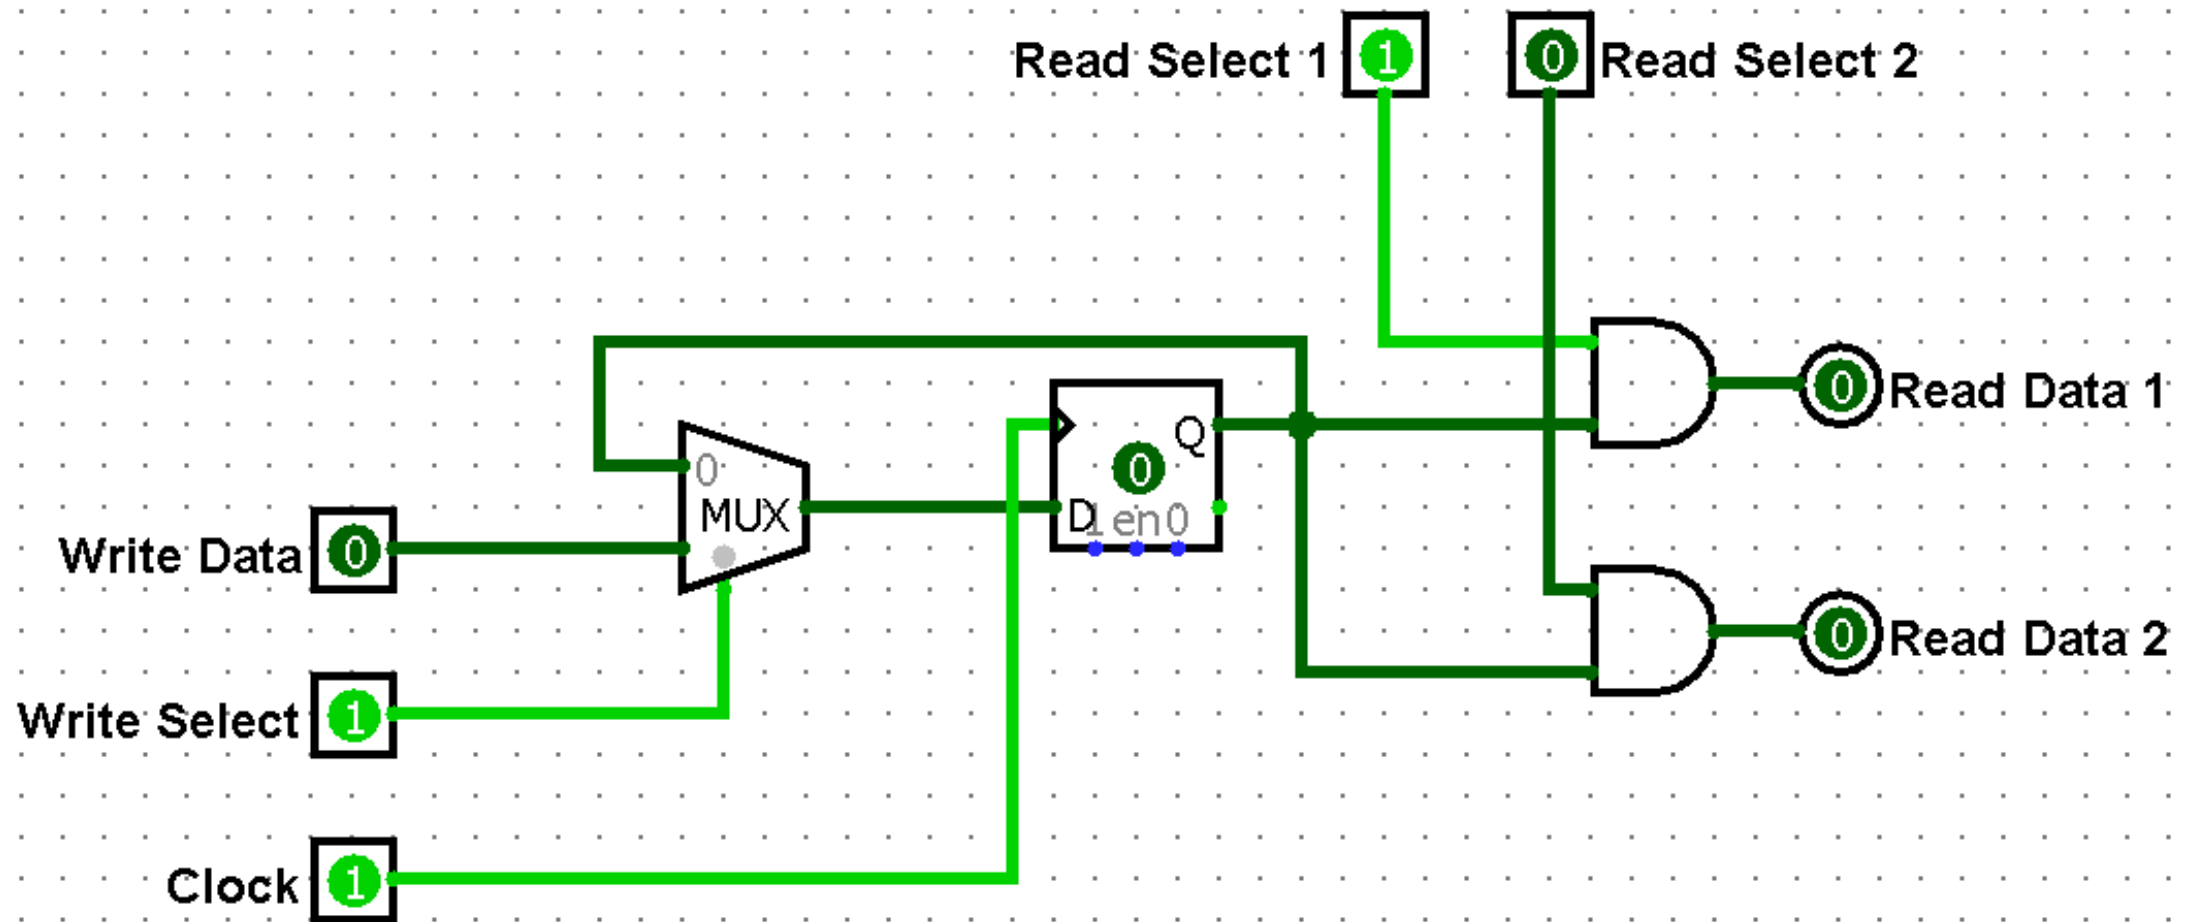 Read Select 1 1 0 Read Select 2
0 Read Data 1
Q
0
0
MUX
D 1 en 0
Write Data 0
0 Read Data 2
Write Select 1
Clock 1